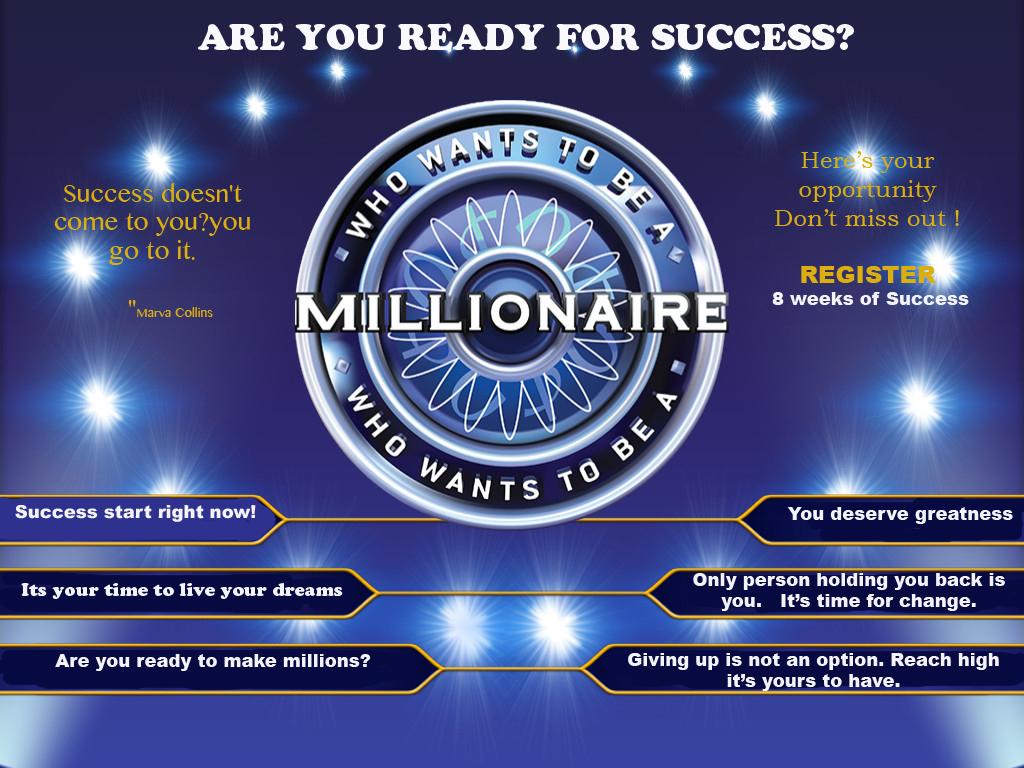 ARE YOU READY FOR SUCCESS?
Success doesn't
come to you?you
go to it.
"Marva Collins
WHO WANTS TO BE A
MILLIONAIRE
WHO WANTS TO BE A
Here’s your
opportunity
Don’t miss out !
REGISTER
8 weeks of Success
Success start right now!
You deserve greatness
Its your time to live your dreams
Only person holding you back is
you. It’s time for change.
Are you ready to make millions?
Giving up is not an option. Reach high
it’s yours to have.